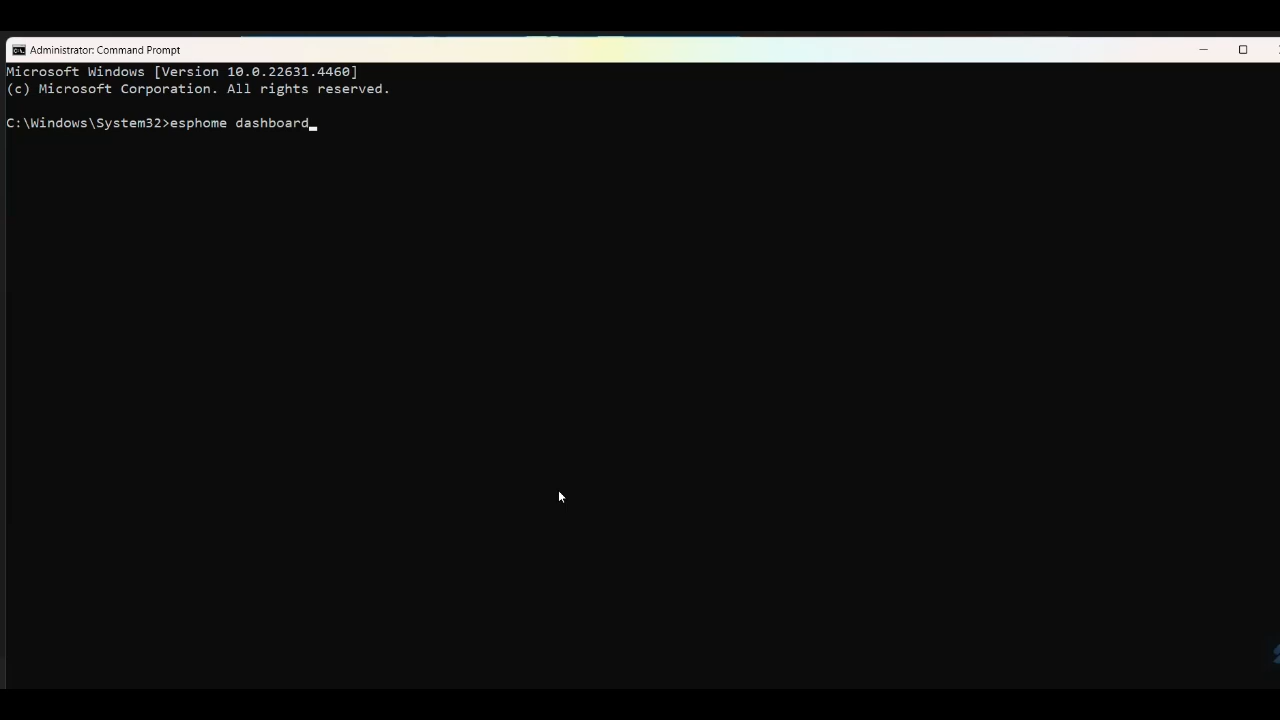 Administrator: Command Prompt
Microsoft Windows [Version 10.0.22631.4460]
(c) Microsoft Corporation. All rights reserved.
C:\Windows\System32>esphome dashboard